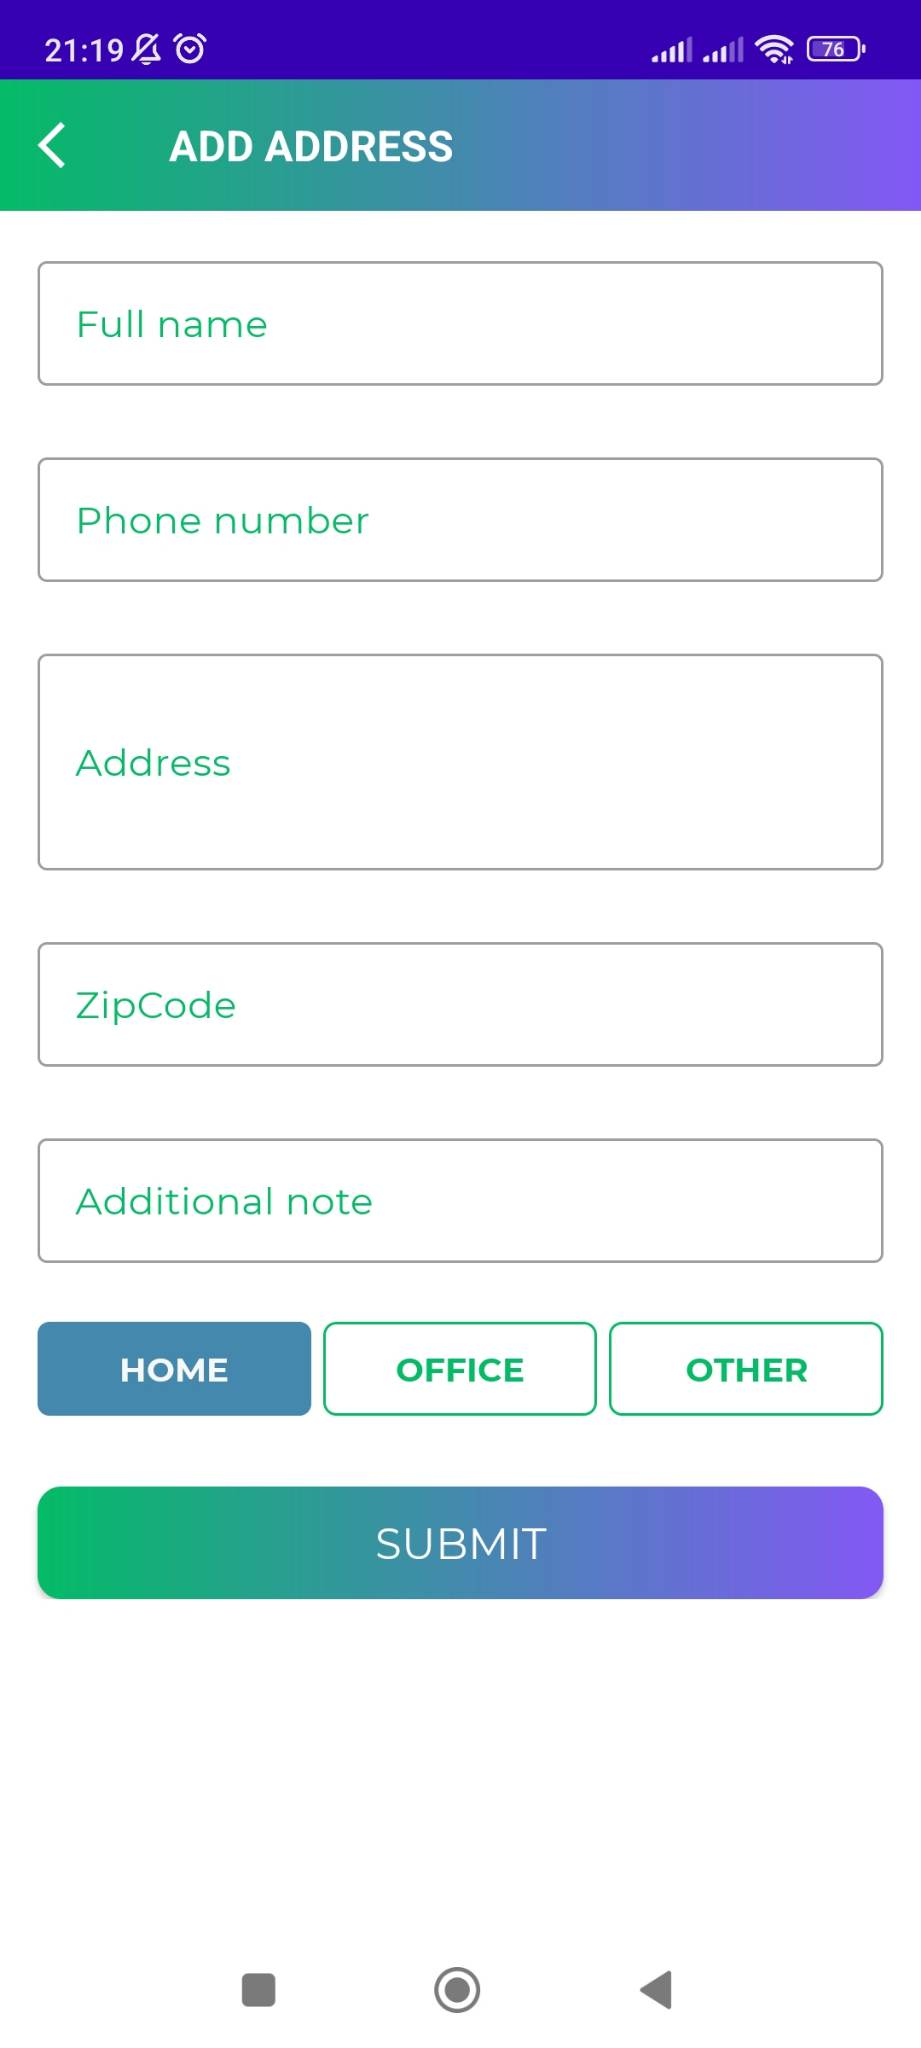 21:19 76
ADD ADDRESS
Full name
Phone number
Address
ZipCode
Additional note
HOME OFFICE OTHER
SUBMIT